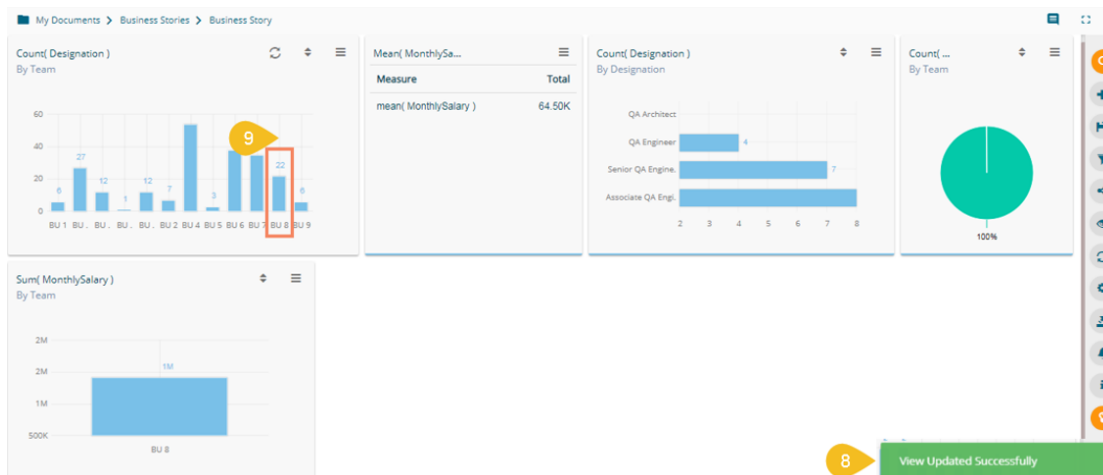 My Documents > Business Stories > Business Story
Count( Designation )
By Team
60
40
20
0
6
27
12
1
12
7
3
22
6
BU 1 BU . BU . BU . BU . BU 2 BU 4 BU 5 BU 6 BU 7 BU 8 BU 9
9
Mean( MonthlySa...
Measure Total
mean( MonthlySalary ) 64.50K
Count( Designation )
By Designation
QA Architect
QA Engineer 4
Senior QA Engine. 7
Associate QA Engi.
2 3 4 5 6 7 8
Count( ...
By Team
100%
Sum( MonthlySalary )
By Team
2M
2M
1M
500K
1M
BU 8
8
View Updated Successfully